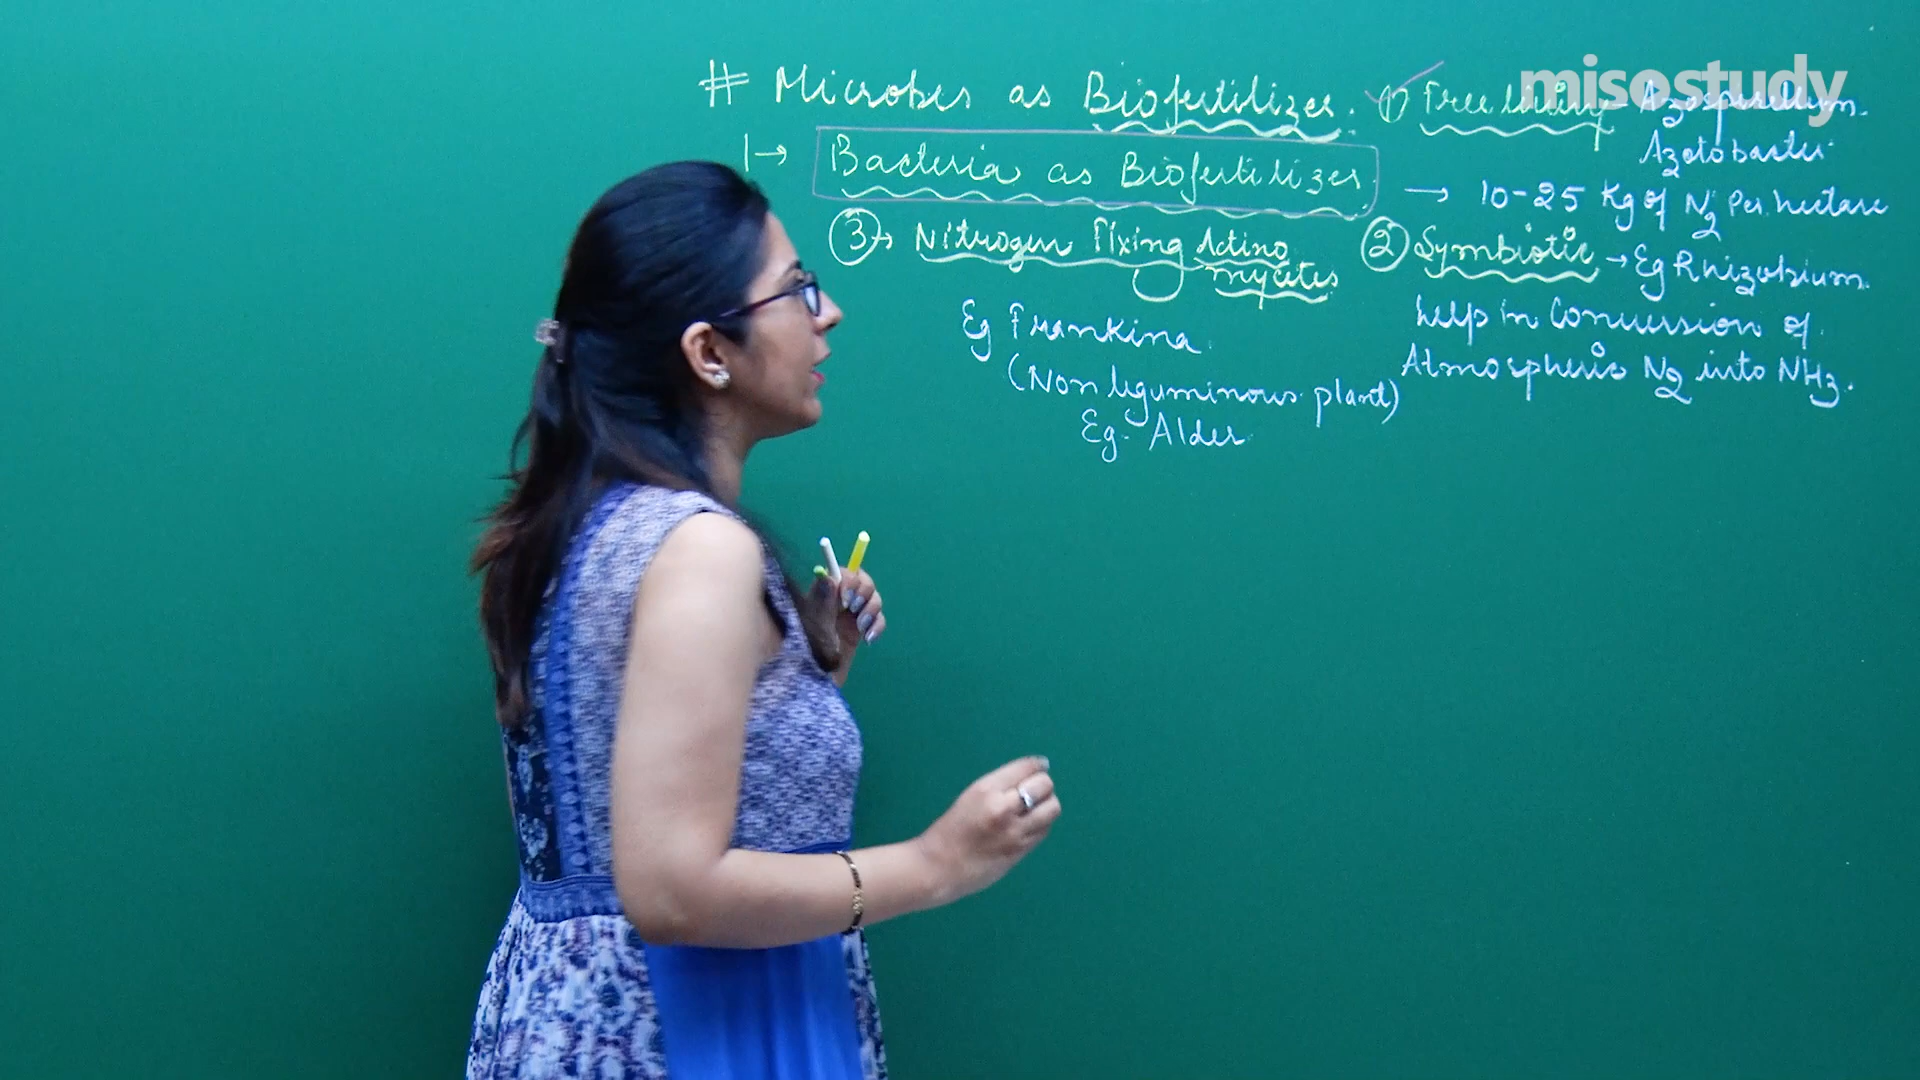 # Microbes as Biofertilizer.
1→ Bacteria as Biofertilizer.
① Free living - Azospirillum.
Azotobacter
→ 10-25 Kg of N2 Per. hectare
② Symbiotic → Eg Rhizobium.
help in Conversion of
Atmospheric N2 into NH3.
③→ Nitrogen Fixing Actino
mycetes
Eg Frankina.
(Non leguminous plant)
Eg- Alder
misostudy